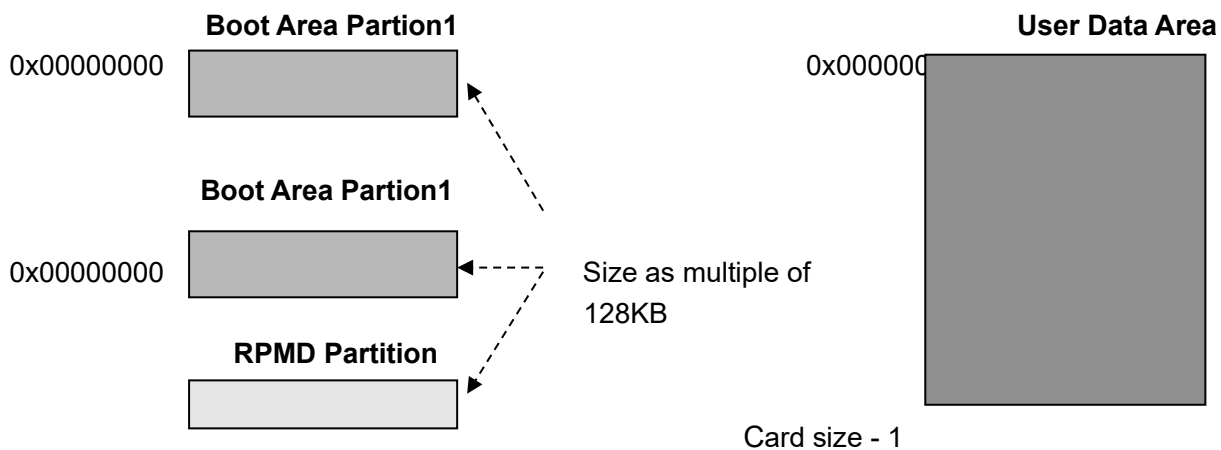 Boot Area Partion1
User Data Area
0x00000000
0x000000
Boot Area Partion1
0x00000000
Size as multiple of
128KB
RPMD Partition
Card size - 1